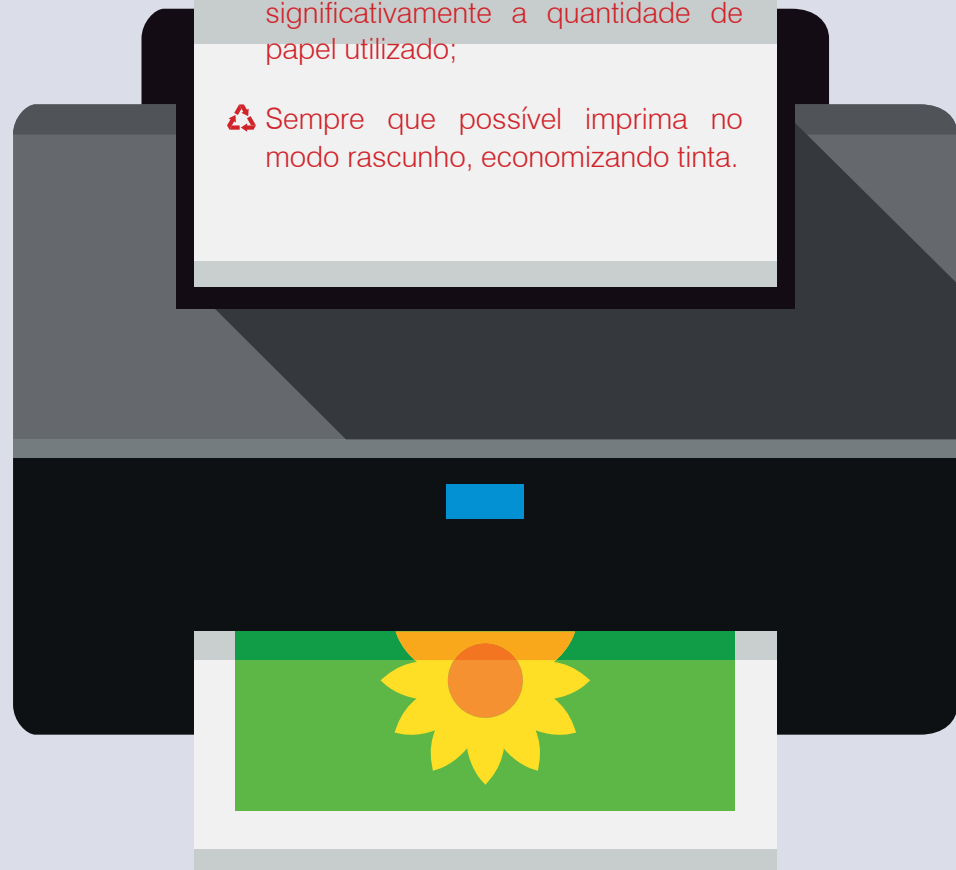 significativamente a quantidade de
papel utilizado;
Sempre que possível imprima no
modo rascunho, economizando tinta.